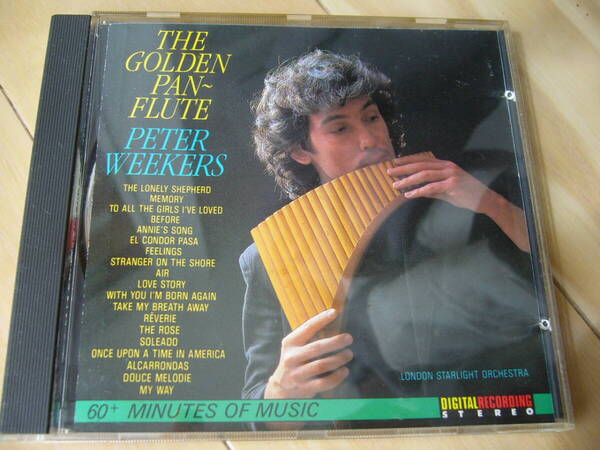 THE
GOLDEN
PAN~
FLUTE
PETER
WEEKERS
THE LONELY SHEPHERD
MEMORY
TO ALL THE GIRLS I'VE LOVED
BEFORE
ANNIE'S SONG
EL CONDOR PASA
FEELINGS
STRANGER ON THE SHORE
AIR
LOVE STORY
WITH YOU I'M BORN AGAIN
TAKE MY BREATH AWAY
RÊVERIE
THE ROSE
SOLEADO
ONCE UPON A TIME IN AMERICA
ALCARRONDAS
DOUCE MELODIE
MY WAY
LONDON STARLIGHT ORCHESTRA
60+ MINUTES OF MUSIC
DIGITAL RECORDING
STEREO